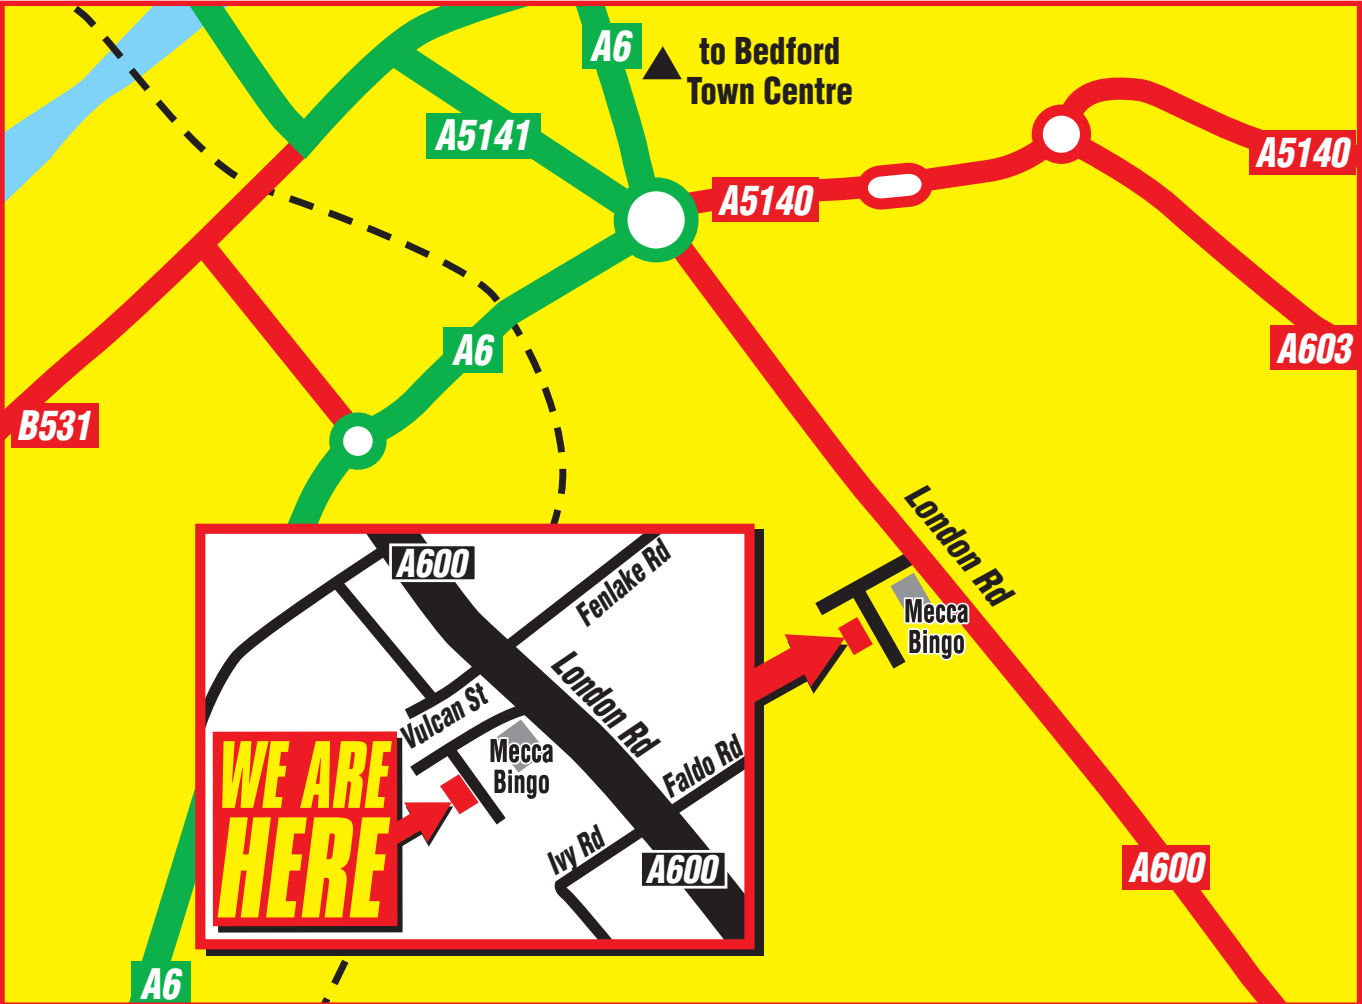 A6
to Bedford
Town Centre
A5141
A5140
A5140
A6
A603
B531
London Rd
Mecca
Bingo
A600
Fenlake Rd
London Rd
Vulcan St
Mecca
Bingo
Faldo Rd
WE ARE
HERE
Ivy Rd
A600
A600
A6